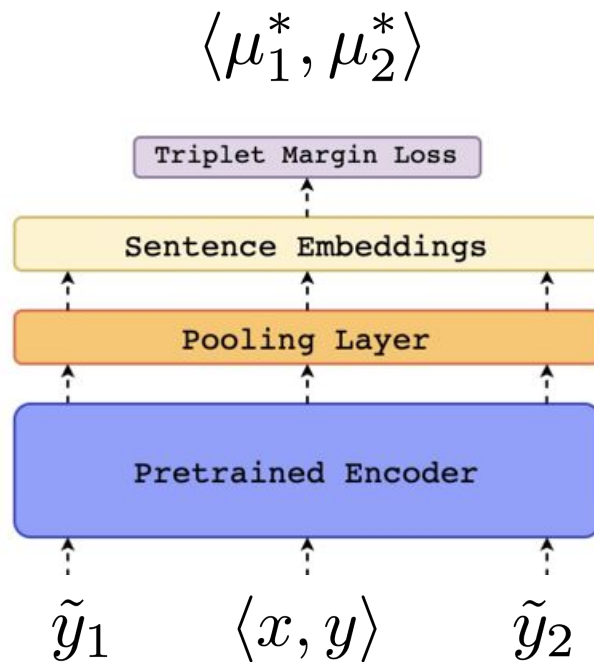 ⟨μ₁*, μ₂*⟩
Triplet Margin Loss
Sentence Embeddings
Pooling Layer
Pretrained Encoder
ỹ₁ ⟨x, y⟩ ỹ₂